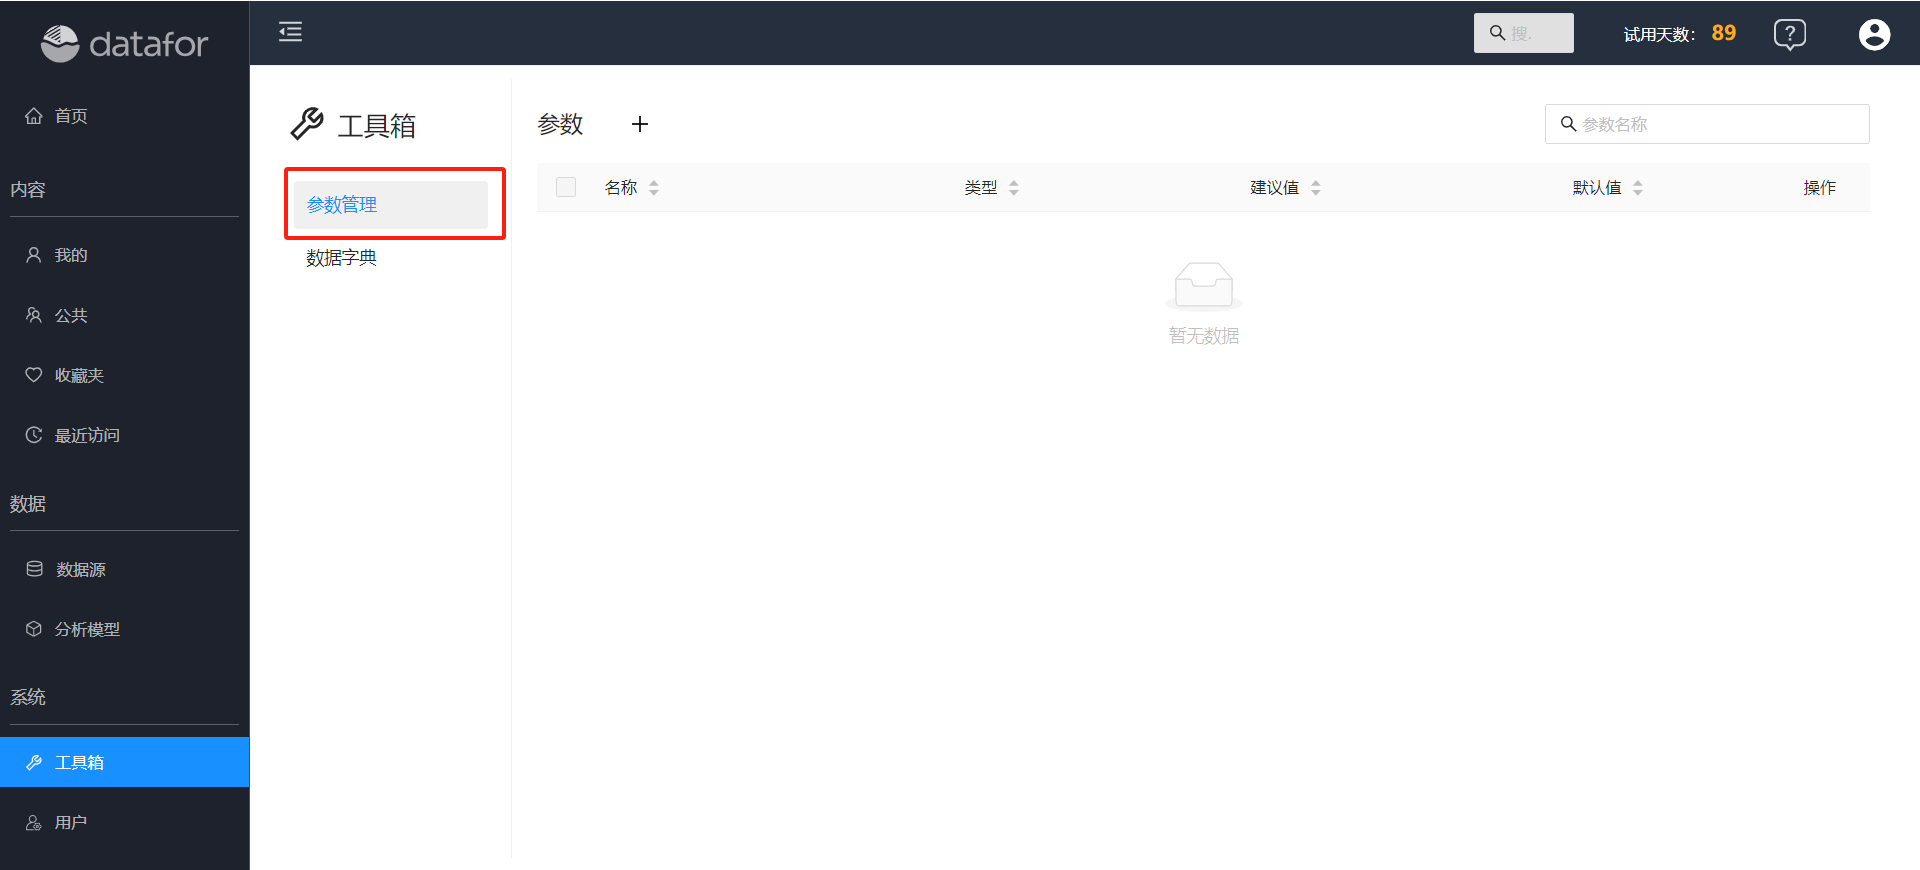 datafor
搜.
试用天数：
89
首页
内容
我的
公共
收藏夹
最近访问
数据
数据源
分析模型
系统
工具箱
用户
工具箱
参数管理
数据字典
参数 +
参数名称
名称 类型 建议值 默认值 操作
暂无数据